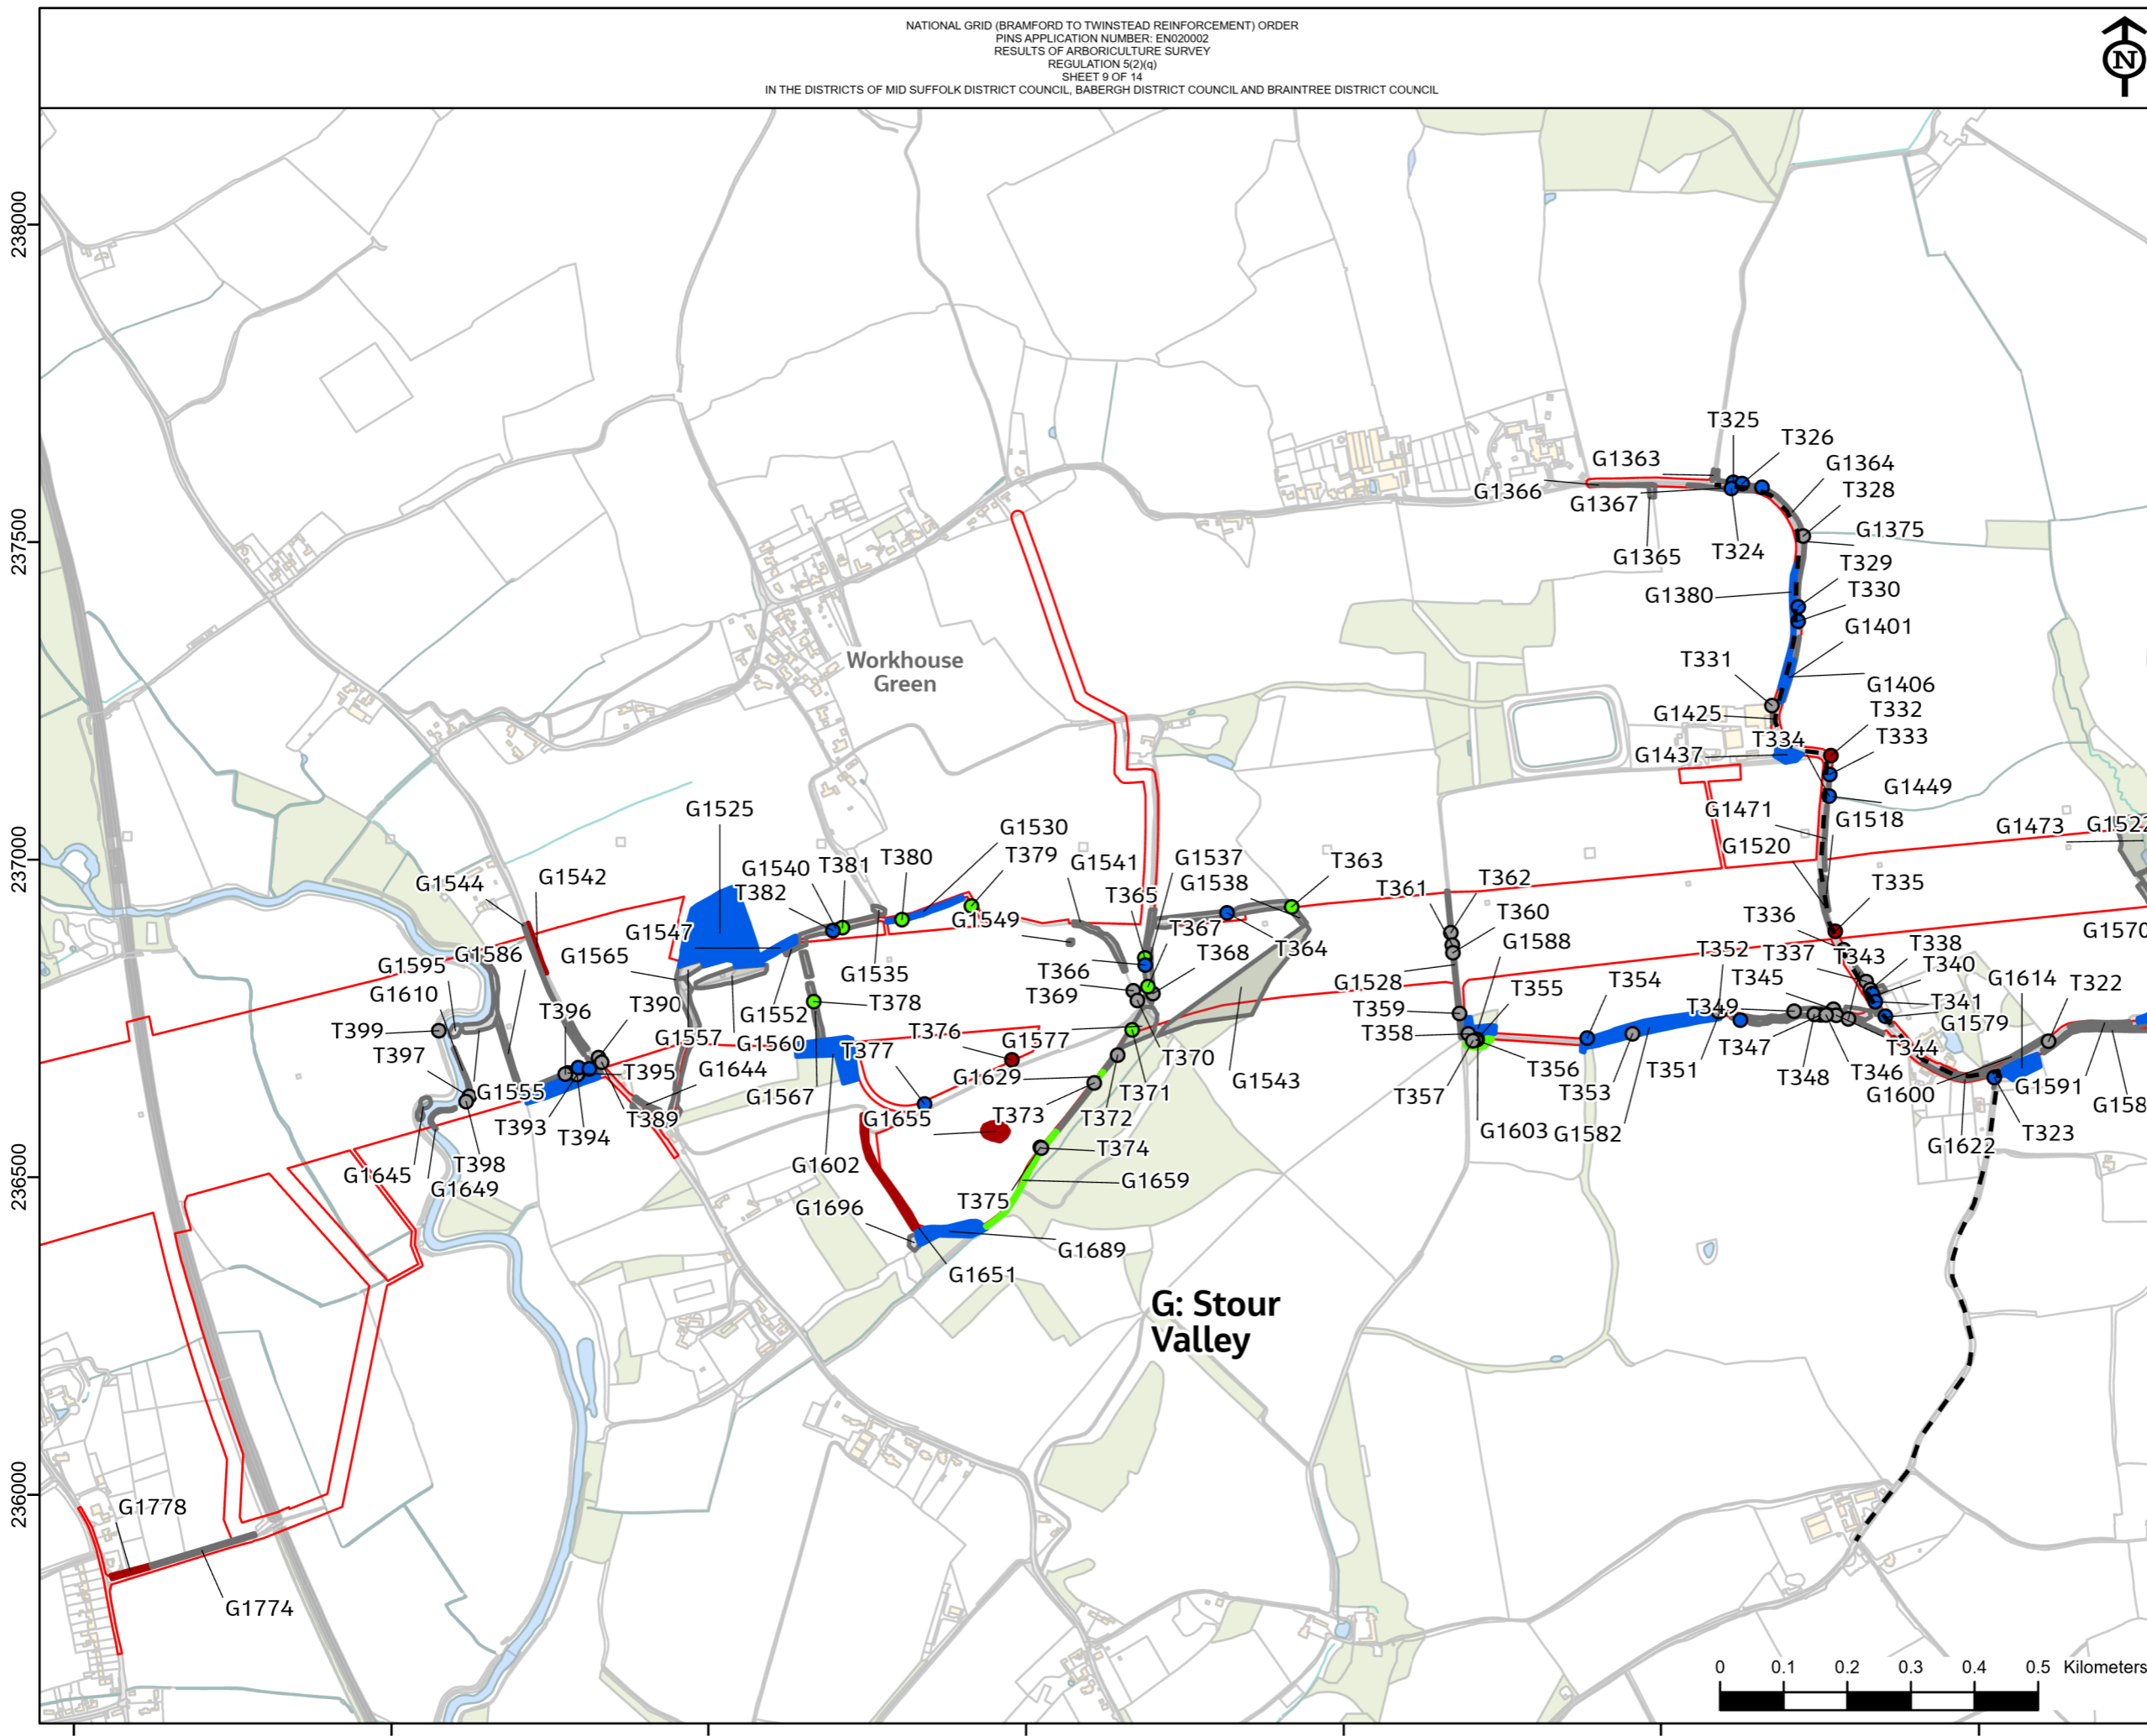 NATIONAL GRID (BRAMFORD TO TWINSTEAD REINFORCEMENT) ORDER
PINS APPLICATION NUMBER: EN020002
RESULTS OF ARBORICULTURE SURVEY
REGULATION 5(2)(q)
SHEET 9 OF 14
IN THE DISTRICTS OF MID SUFFOLK DISTRICT COUNCIL, BABERGH DISTRICT COUNCIL AND BRAINTREE DISTRICT COUNCIL
N
238000
237500
237000
236500
236000
T325
T326
G1363
G1364
G1366
T328
G1367
G1375
G1365
T324
T329
G1380
T330
G1401
Workhouse
Green
T331
G1406
G1425
T332
T334
T333
G1437
G1525
G1449
G1471
G1518
G1530
G1473
G1522
G1520
G1540
T381
T380
T379
G1541
G1537
T363
G1544
G1542
T382
G1538
T361
T362
T335
T365
G1549
T360
T336
G1547
T367
G1570
G1586
G1565
T364
G1588
T352
T343
T338
G1595
G1535
T368
T337
T340
G1528
T354
T345
G1614
T322
G1610
T396
T390
G1552
T378
T366
T369
T355
T359
T349
T341
T399
G1557
G1560
T376
G1577
T358
G1579
T397
T377
T370
T344
G1555
T395
G1644
G1629
T356
T351
T347
G1567
T371
G1543
T357
T353
T348
T346
G1591
G1600
T393
T389
G1655
T373
T372
G158
T394
G1603
G1582
T323
G1622
G1602
T374
T398
G1645
G1649
G1659
T375
G1696
G1689
G1651
G: Stour
Valley
G1778
G1774
0 0.1 0.2 0.3 0.4 0.5 Kilometers